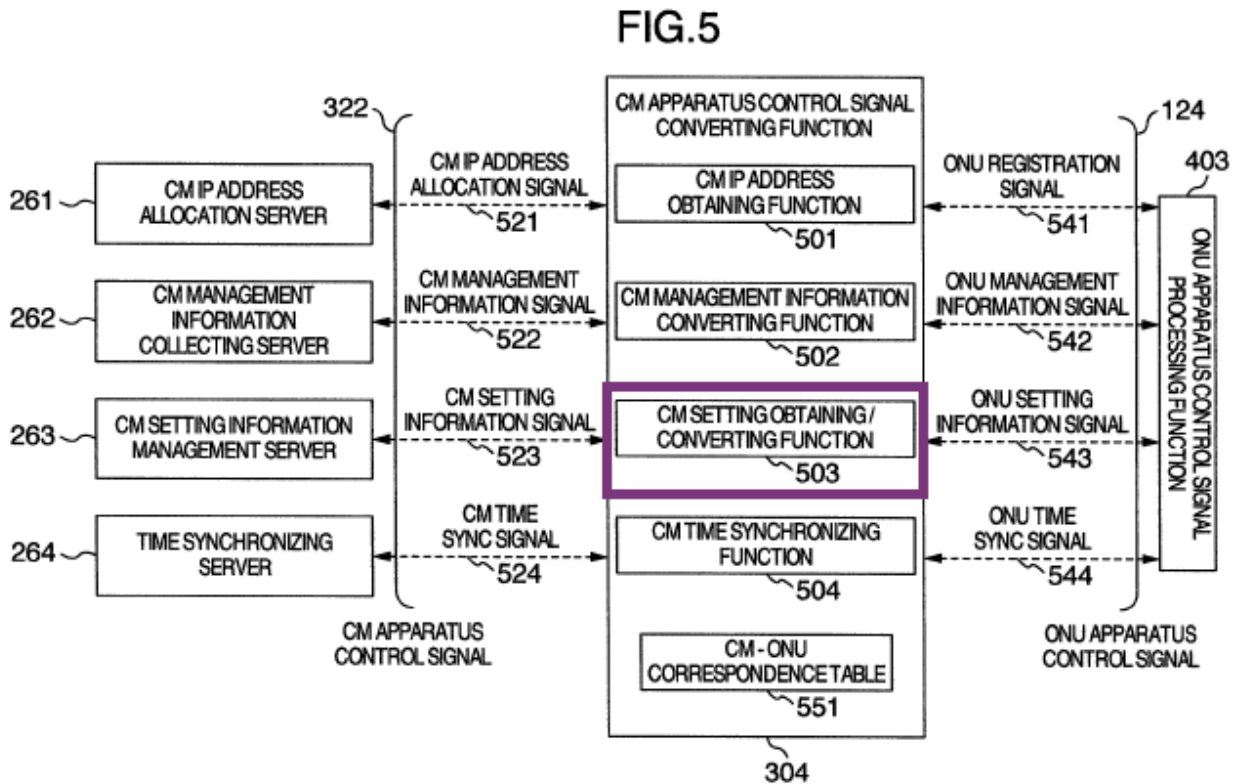 FIG.5
322
CM APPARATUS CONTROL SIGNAL
CONVERTING FUNCTION
124
261
CM IP ADDRESS
ALLOCATION SERVER
CM IP ADDRESS
ALLOCATION SIGNAL
521
CM IP ADDRESS
OBTAINING FUNCTION
501
ONU REGISTRATION
SIGNAL
541
403
ONU APPARATUS CONTROL SIGNAL
PROCESSING FUNCTION
262
CM MANAGEMENT
INFORMATION
COLLECTING SERVER
CM MANAGEMENT
INFORMATION SIGNAL
522
CM MANAGEMENT INFORMATION
CONVERTING FUNCTION
502
ONU MANAGEMENT
INFORMATION SIGNAL
542
263
CM SETTING INFORMATION
MANAGEMENT SERVER
CM SETTING
INFORMATION SIGNAL
523
CM SETTING OBTAINING /
CONVERTING FUNCTION
503
ONU SETTING
INFORMATION SIGNAL
543
264
TIME SYNCHRONIZING
SERVER
CM TIME
SYNC SIGNAL
524
CM TIME SYNCHRONIZING
FUNCTION
504
ONU TIME
SYNC SIGNAL
544
CM APPARATUS
CONTROL SIGNAL
CM - ONU
CORRESPONDENCE TABLE
551
ONU APPARATUS
CONTROL SIGNAL
304